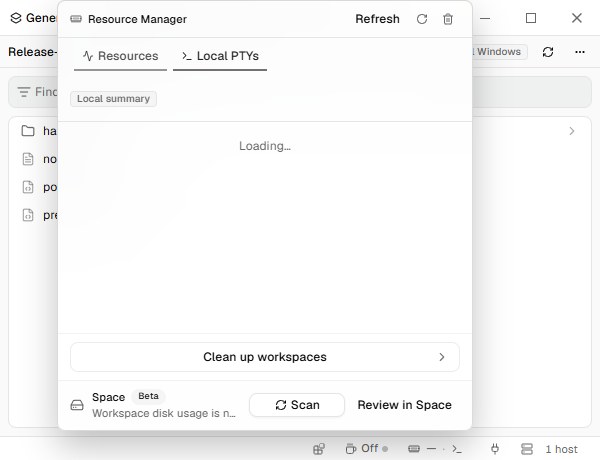 Gener
Resource Manager
Refresh
Release-
Resources
Local PTYs
Windows
Find
Local summary
ha
no
po
pre
Loading…
Clean up workspaces
Space
Beta
Workspace disk usage is n…
Scan
Review in Space
Off
1 host